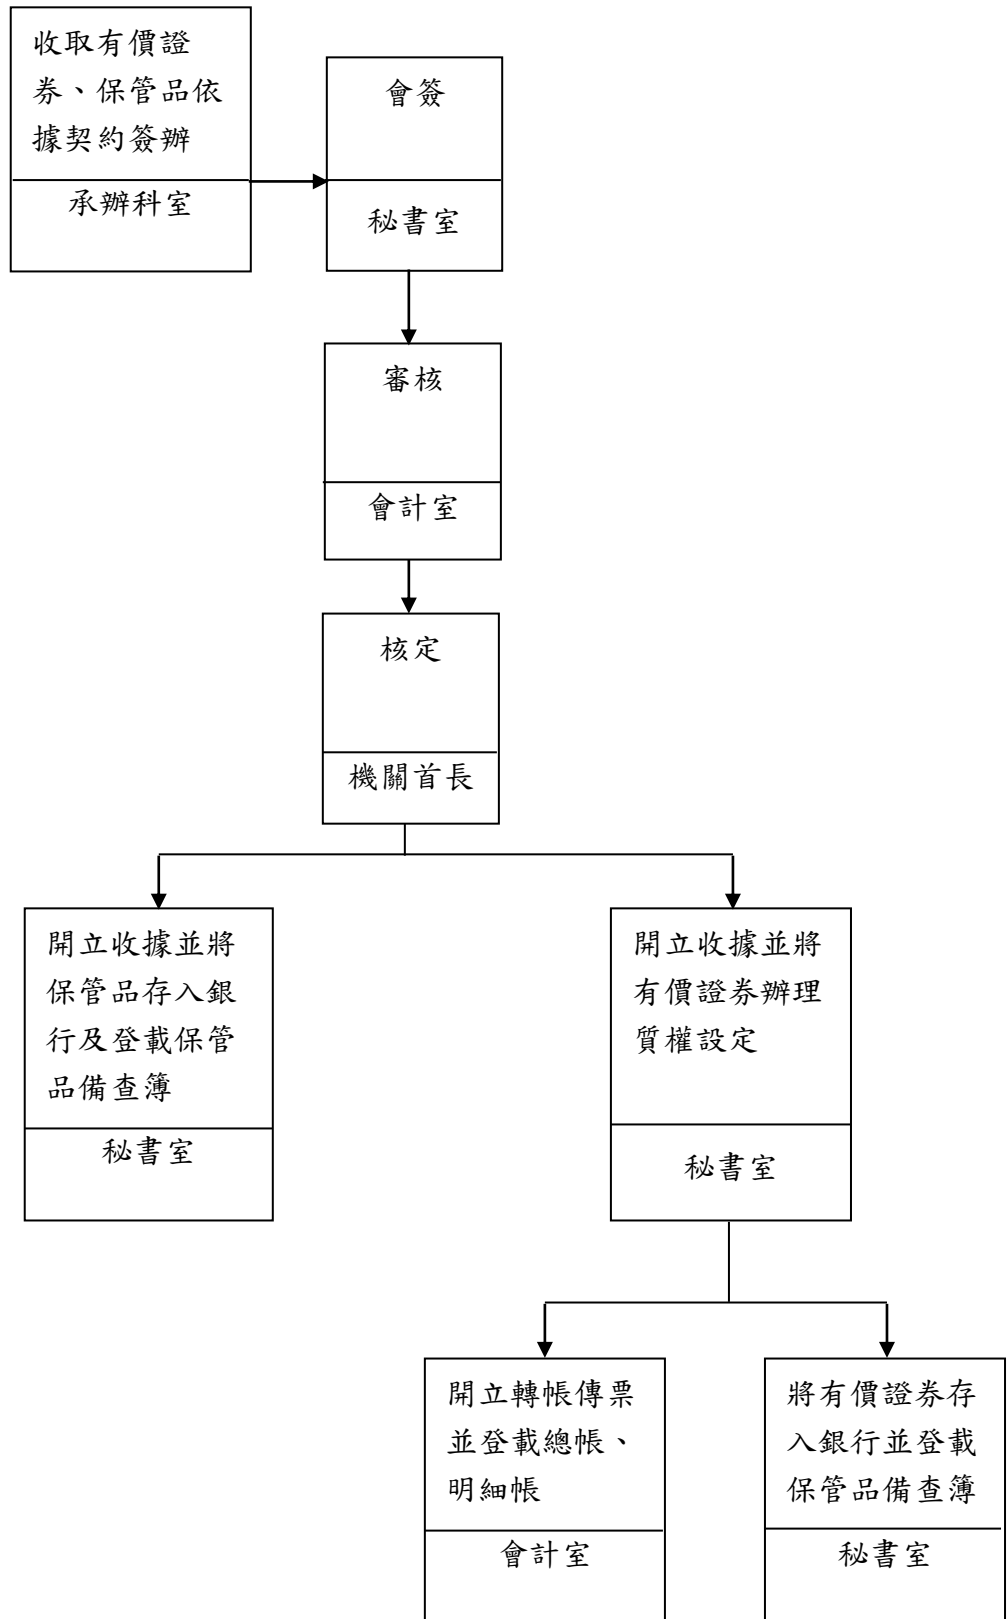 收取有價證
券、保管品依
據契約簽辦
承辦科室
會簽
秘書室
審核
會計室
核定
機關首長
開立收據並將
保管品存入銀
行及登載保管
品備查簿
秘書室
開立收據並將
有價證券辦理
質權設定
秘書室
開立轉帳傳票
並登載總帳、
明細帳
會計室
將有價證券存
入銀行並登載
保管品備查簿
秘書室